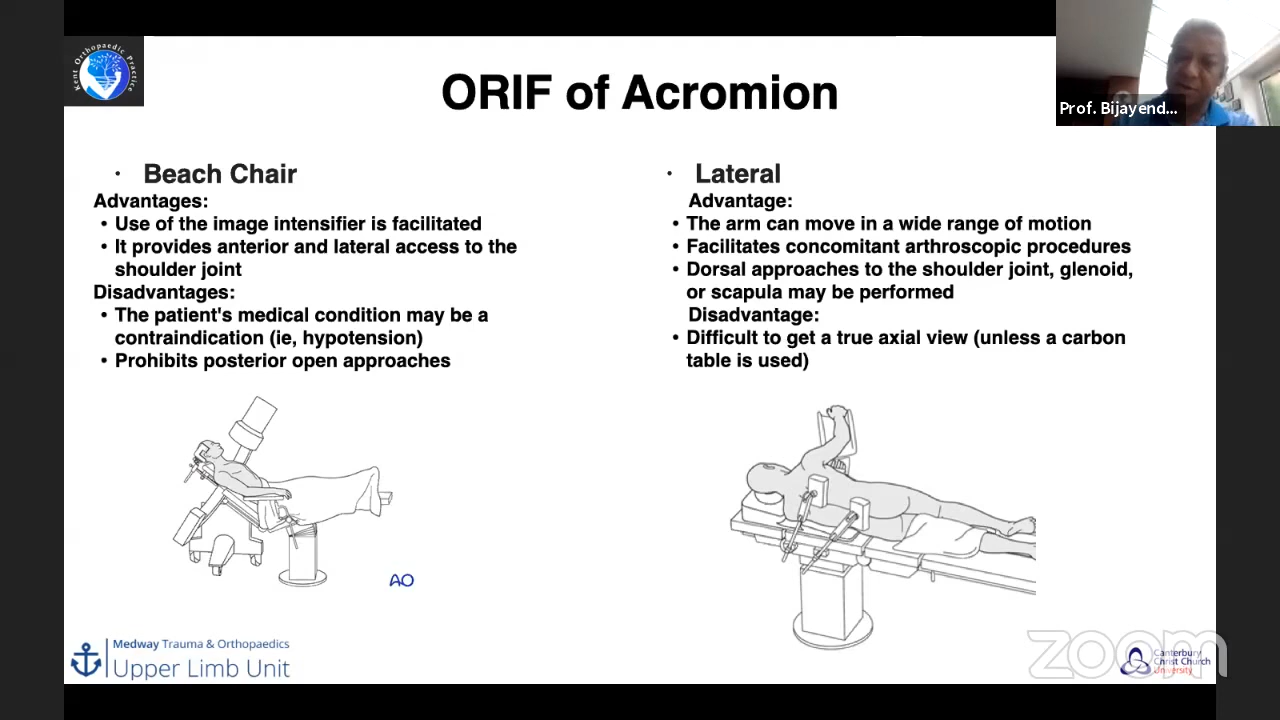 Kent Orthopaedic Practice
ORIF of Acromion
Prof. Bijayend...
· Beach Chair
Advantages:
• Use of the image intensifier is facilitated
• It provides anterior and lateral access to the
shoulder joint
Disadvantages:
• The patient's medical condition may be a
contraindication (ie, hypotension)
• Prohibits posterior open approaches
· Lateral
Advantage:
• The arm can move in a wide range of motion
• Facilitates concomitant arthroscopic procedures
• Dorsal approaches to the shoulder joint, glenoid,
or scapula may be performed
Disadvantage:
• Difficult to get a true axial view (unless a carbon
table is used)
AO
Medway Trauma & Orthopaedics
Upper Limb Unit
zoom
Canterbury
Christ Church
University